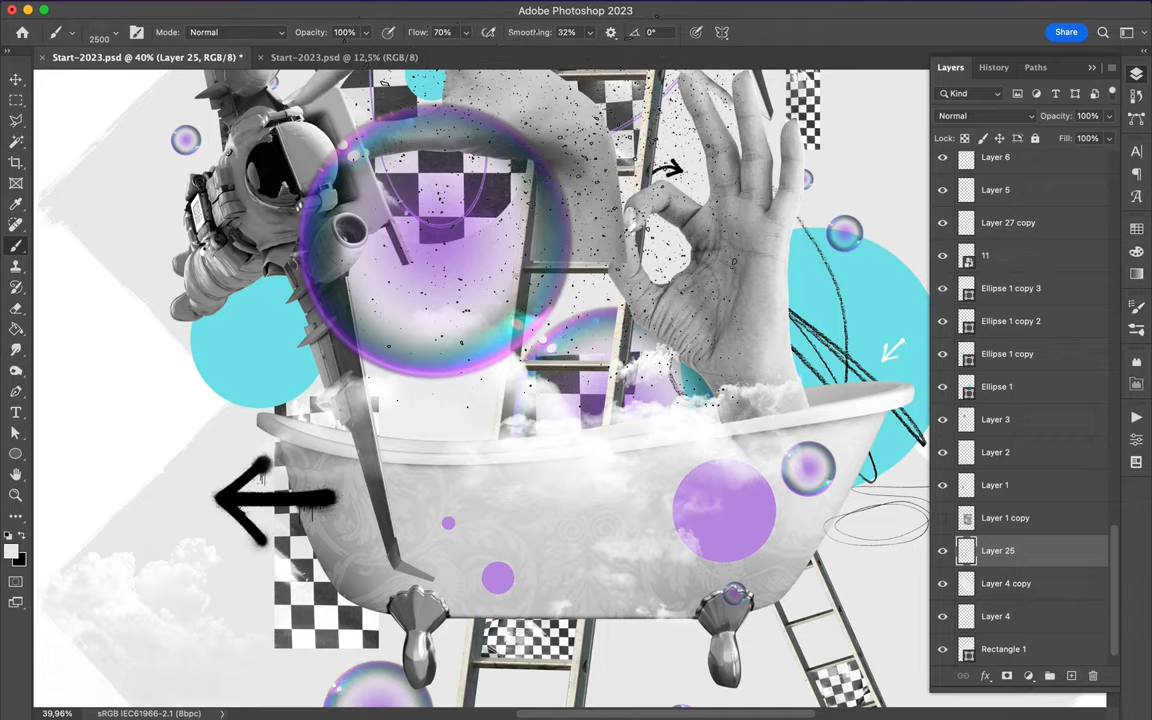 Adobe Photoshop 2023
2500
Mode: Normal
Opacity: 100%
Flow: 70%
Smoothing: 32%
0°
Share
Start-2023.psd @ 40% (Layer 25, RGB/8) *
Start-2023.psd @ 12,5% (RGB/8)
Layers
History
Paths
Kind
Normal
Opacity: 100%
Lock:
Fill: 100%
Layer 6
Layer 5
Layer 27 copy
11
Ellipse 1 copy 3
Ellipse 1 copy 2
Ellipse 1 copy
Ellipse 1
Layer 3
Layer 2
Layer 1
Layer 1 copy
Layer 25
Layer 4 copy
Layer 4
Rectangle 1
39,96%
sRGB IEC61966-2.1 (8bpc)